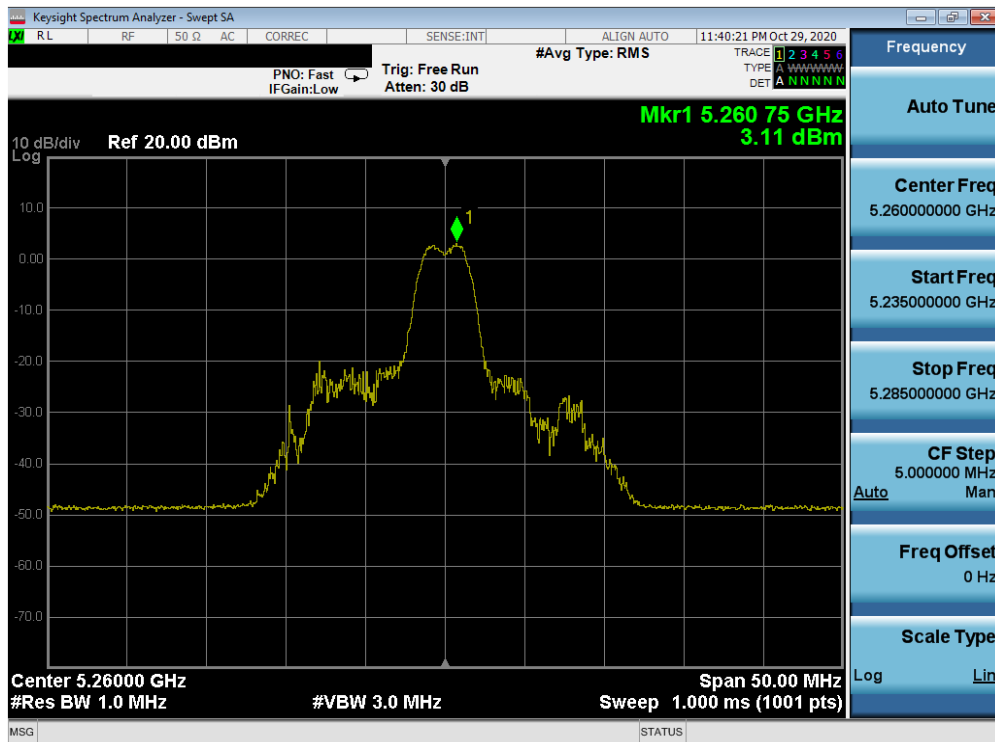 Keysight Spectrum Analyzer - Swept SA
LXI RL RF 50 Ω AC CORREC SENSE:INT ALIGN AUTO 11:40:21 PM Oct 29, 2020
Frequency
#Avg Type: RMS
TRACE 1 2 3 4 5 6
PNO: Fast Trig: Free Run
TYPE A WWWWW
IFGain:Low Atten: 30 dB
DET A N N N N N
Auto Tune
Mkr1 5.260 75 GHz
3.11 dBm
10 dB/div Ref 20.00 dBm
Log
10.0
0.00
-10.0
-20.0
-30.0
-40.0
-50.0
-60.0
-70.0
1
Center Freq
5.260000000 GHz
Start Freq
5.235000000 GHz
Stop Freq
5.285000000 GHz
CF Step
5.000000 MHz
Auto Man
Freq Offset
0 Hz
Scale Type
Log Lin
Center 5.26000 GHz Span 50.00 MHz
#Res BW 1.0 MHz #VBW 3.0 MHz Sweep 1.000 ms (1001 pts)
MSG STATUS